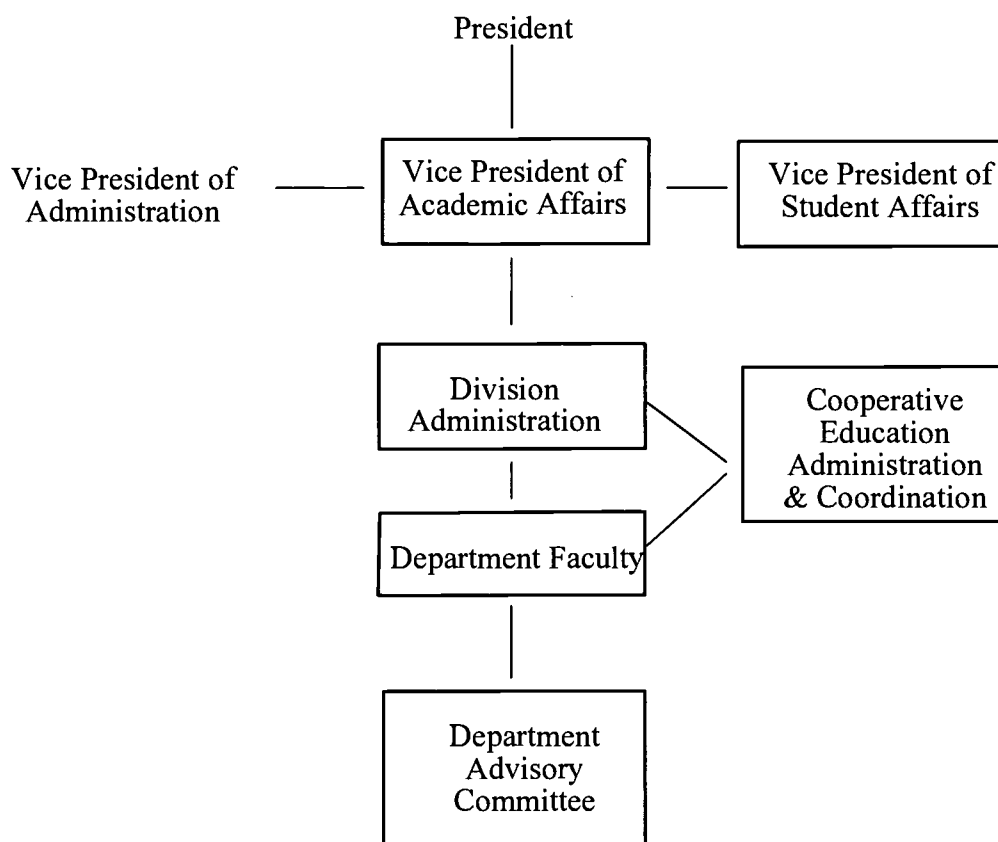 President
Vice President of
Administration
Vice President of
Academic Affairs
Vice President of
Student Affairs
Division
Administration
Cooperative
Education
Administration
& Coordination
Department Faculty
Department
Advisory
Committee